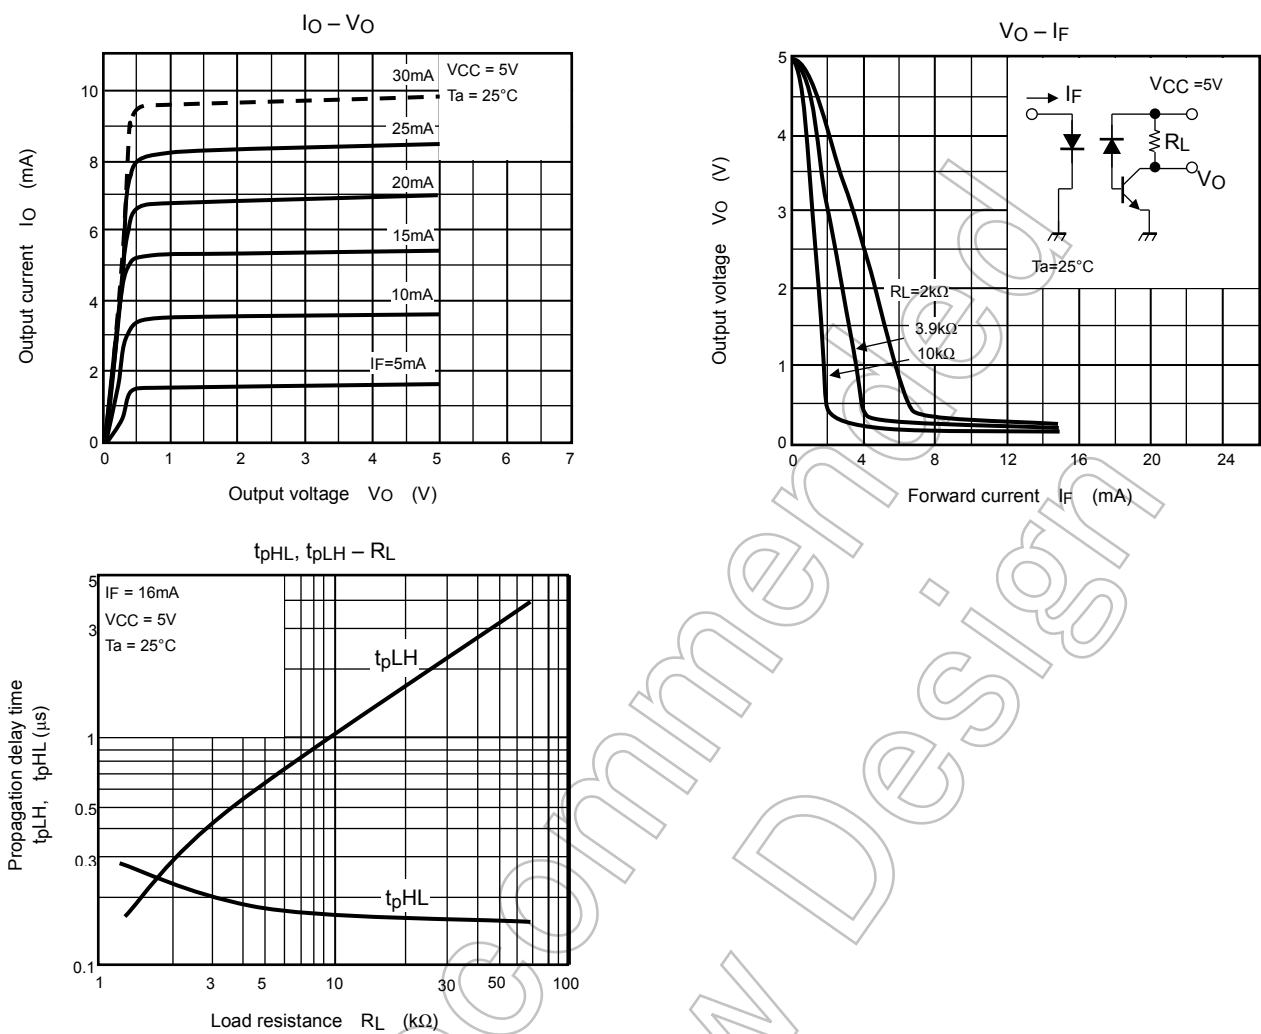 IO – VO
VCC = 5V
Ta = 25°C
30mA
25mA
20mA
15mA
10mA
IF=5mA
10
8
6
4
2
0
0 1 2 3 4 5 6 7
Output current IO (mA)
Output voltage VO (V)
VO – IF
IF
VCC =5V
RL
VO
Ta=25°C
RL=2kΩ
3.9kΩ
10kΩ
5
4
3
2
1
0
0 4 8 12 16 20 24
Output voltage VO (V)
Forward current IF (mA)
tpHL, tpLH – RL
IF = 16mA
VCC = 5V
Ta = 25°C
tpLH
tpHL
5
3
1
0.5
0.3
0.1
1 3 5 10 30 50 100
Propagation delay time
tpLH, tpHL (μs)
Load resistance RL (kΩ)
commended
w Design